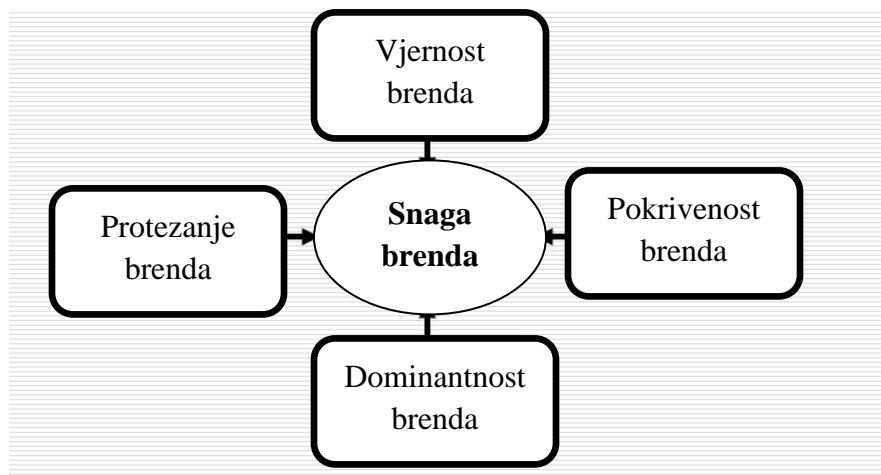 Vjernost
brenda
Protezanje
brenda
Snaga
brenda
Pokrivenost
brenda
Dominantnost
brenda